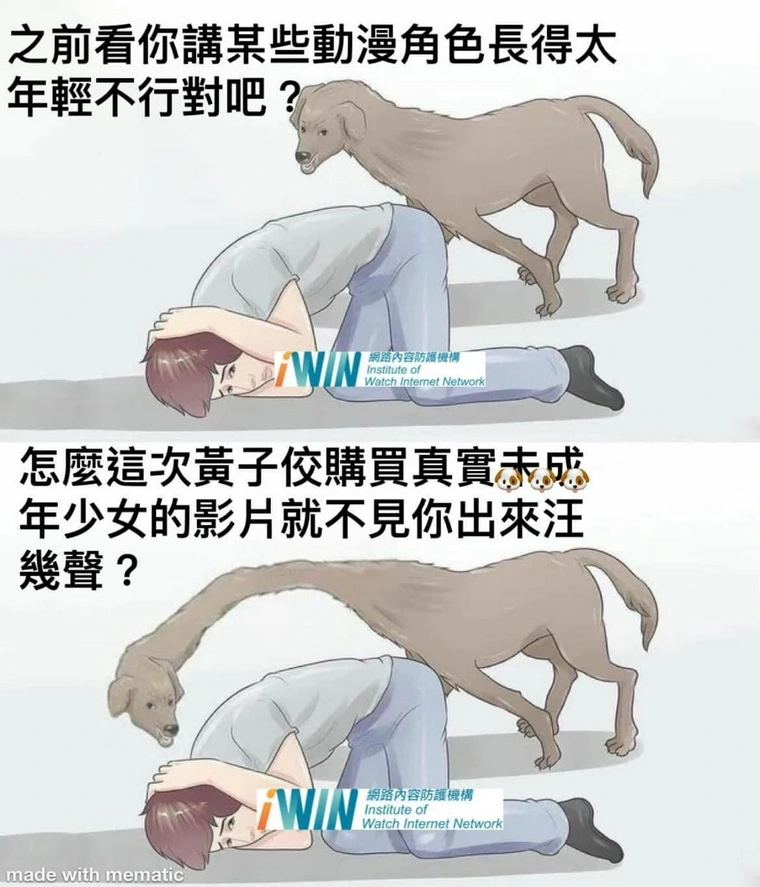 之前看你講某些動漫角色長得太
年輕不行對吧？
iWIN 網路內容防護機構
Institute of
Watch Internet Network
怎麼這次黃子佼購買真實未成
年少女的影片就不見你出來汪
幾聲？
iWIN 網路內容防護機構
Institute of
Watch Internet Network
made with mematic